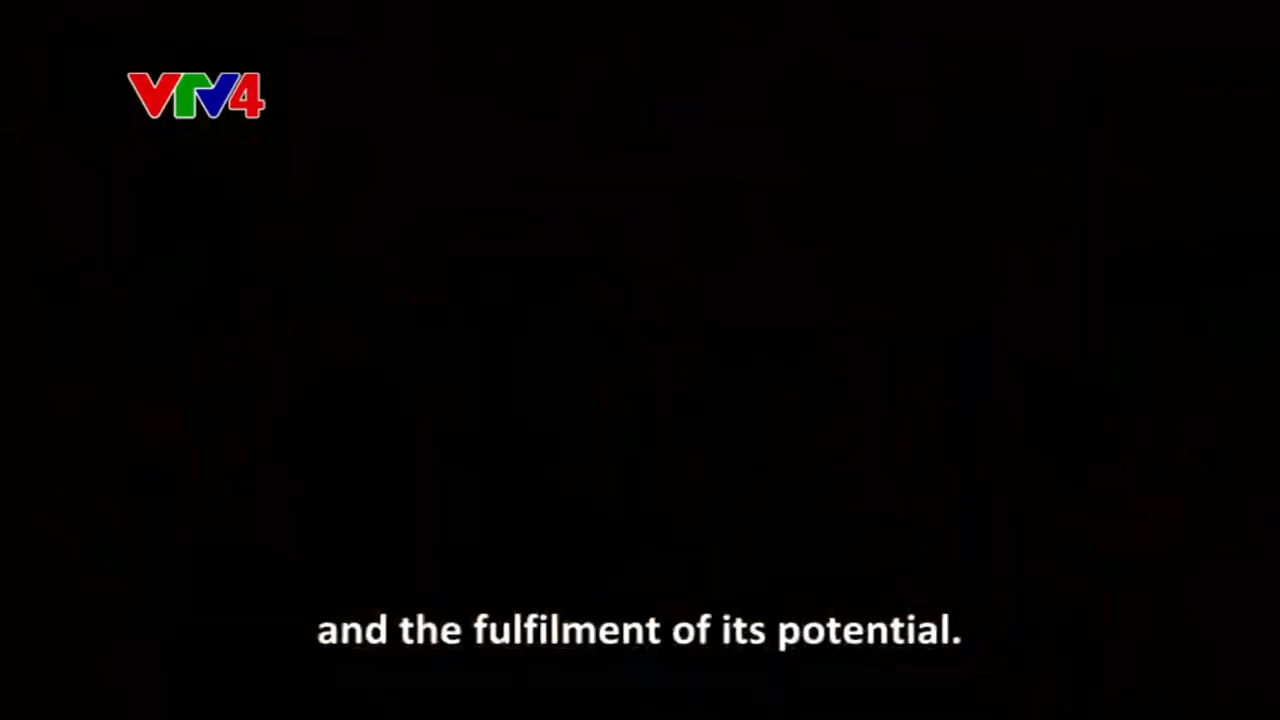 VTV4
and the fulfilment of its potential.